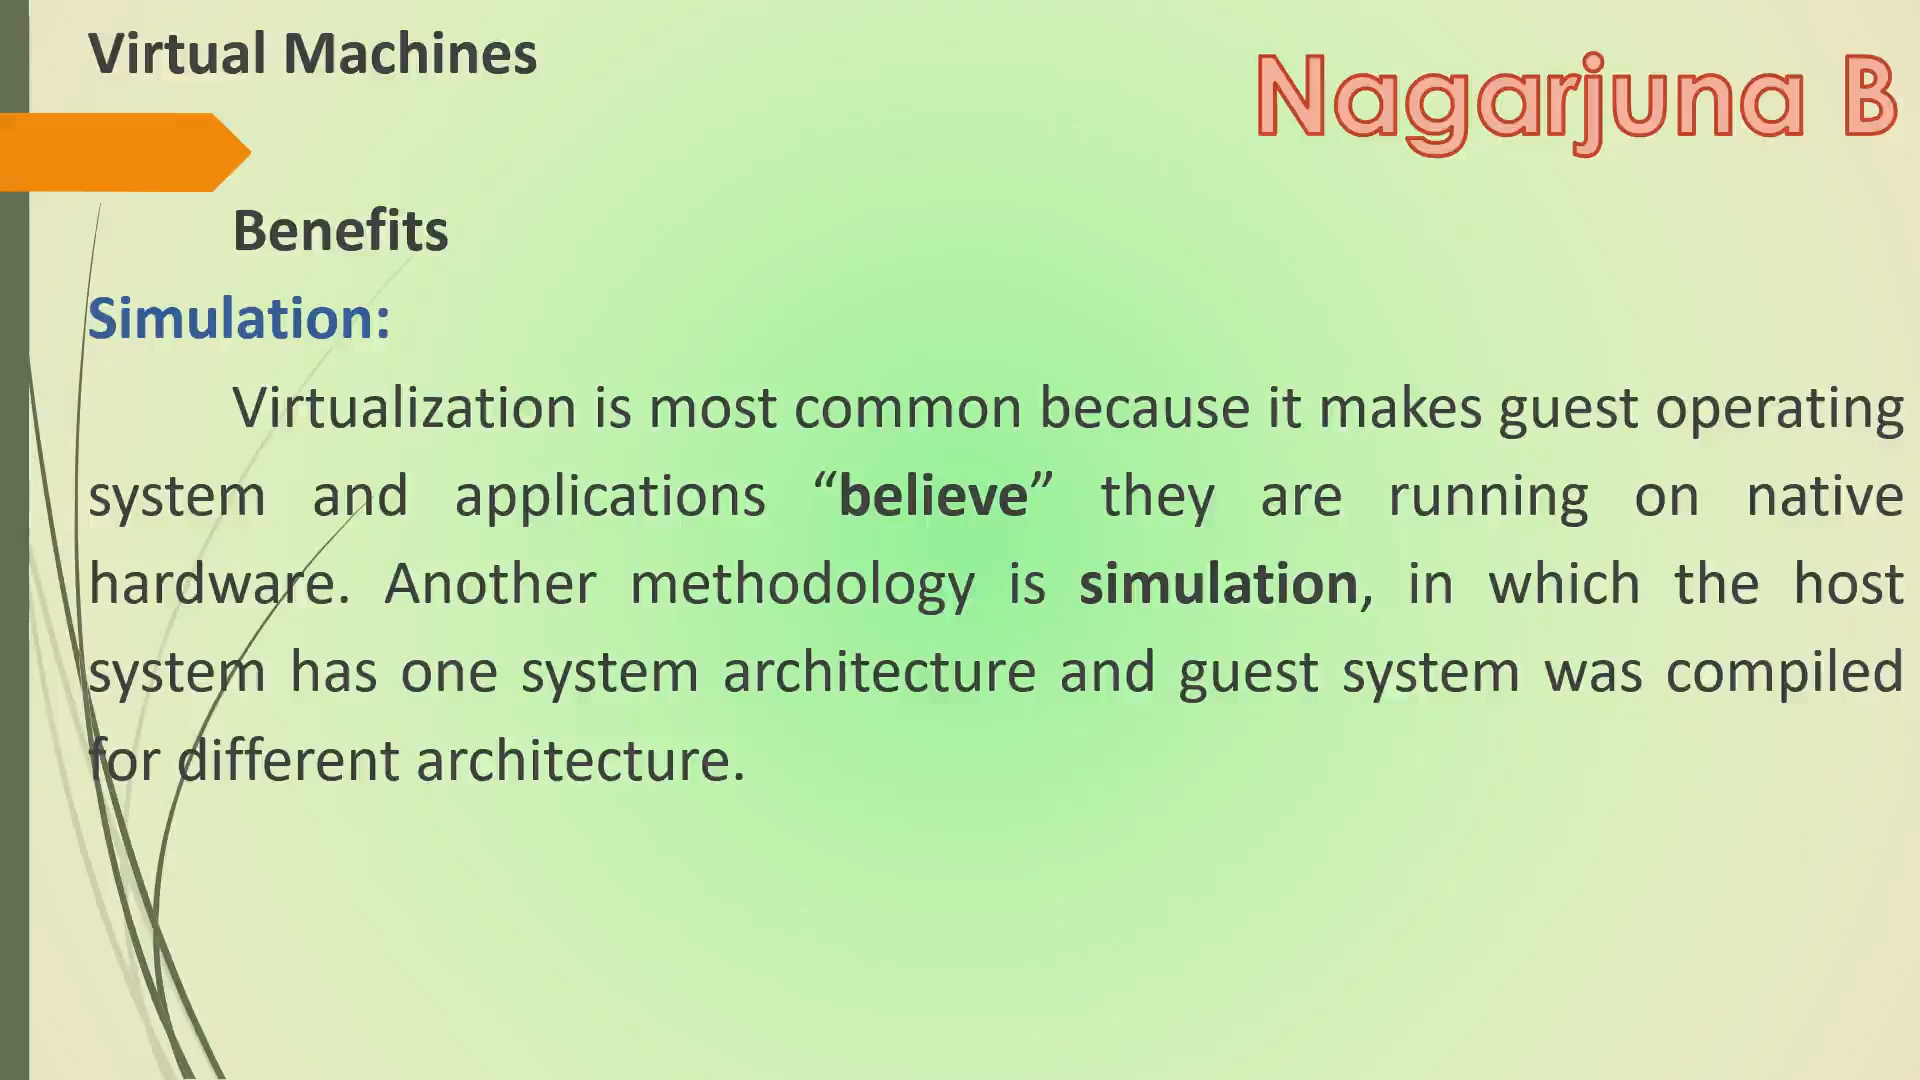 Virtual Machines
Nagarjuna B
Benefits
Simulation:
Virtualization is most common because it makes guest operating
system and applications “believe” they are running on native
hardware. Another methodology is simulation, in which the host
system has one system architecture and guest system was compiled
for different architecture.